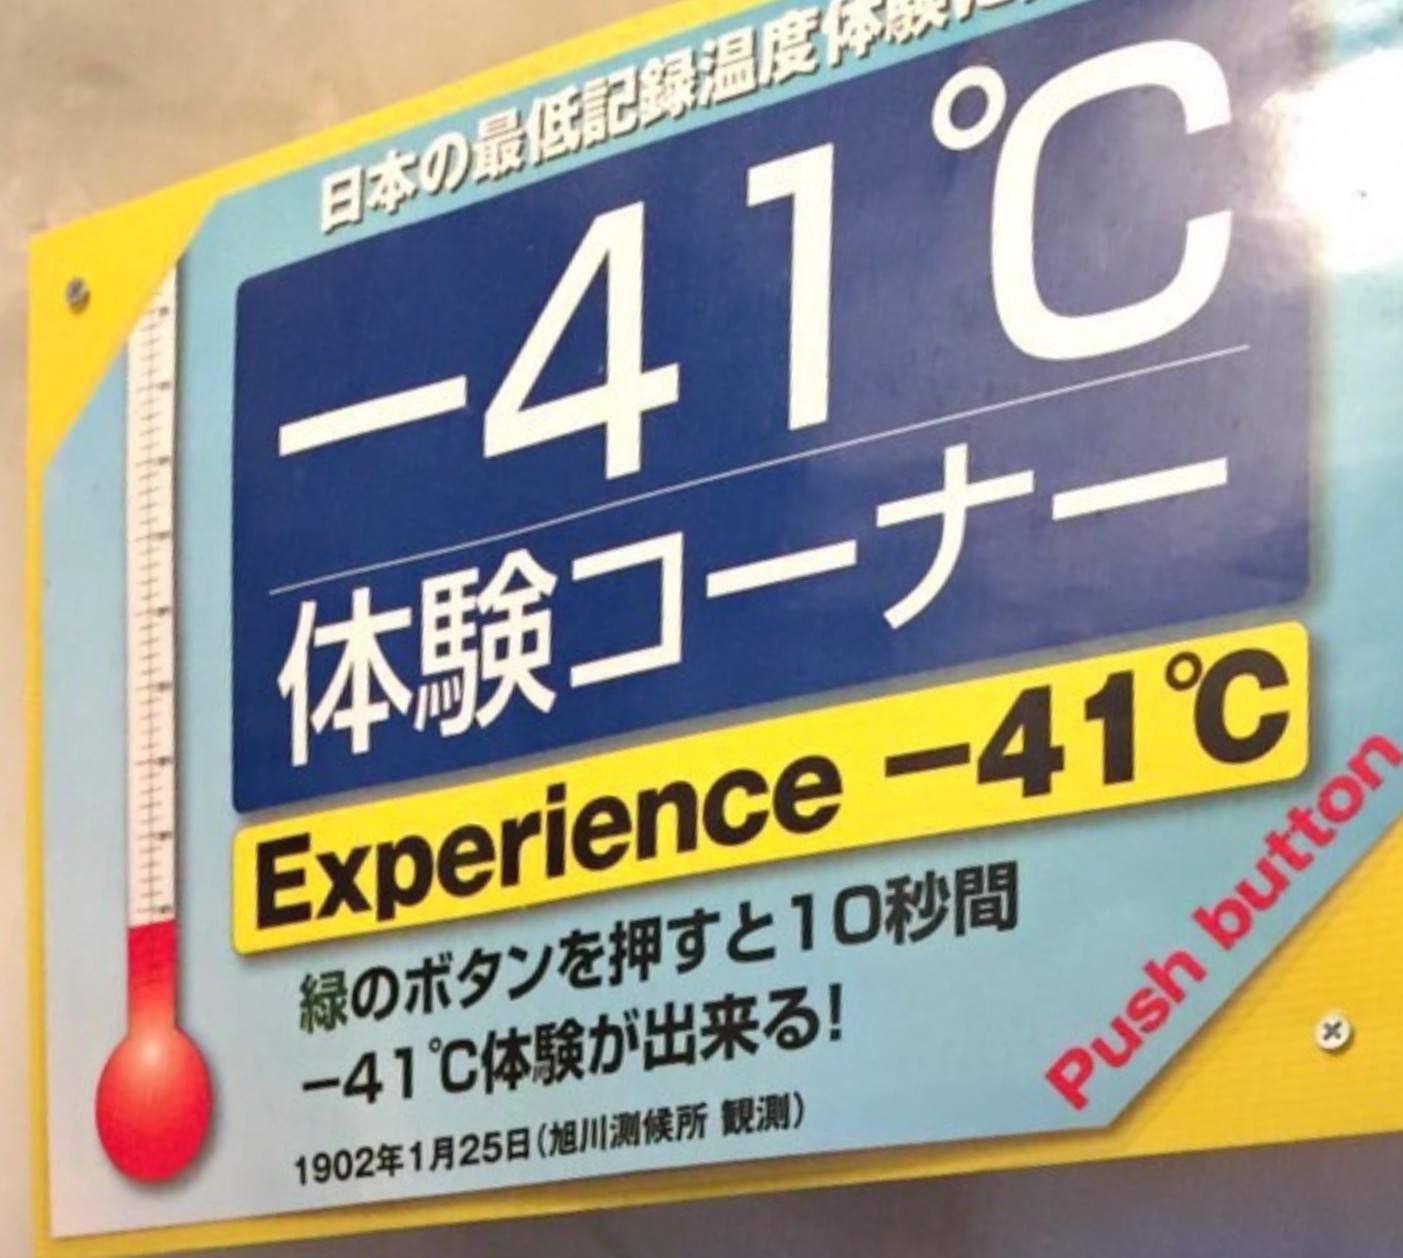 日本の最低記録温度体験
−41℃
体験コーナー
Experience −41℃
緑のボタンを押すと10秒間
−41℃体験が出来る!
1902年1月25日(旭川測候所 観測)
Push button